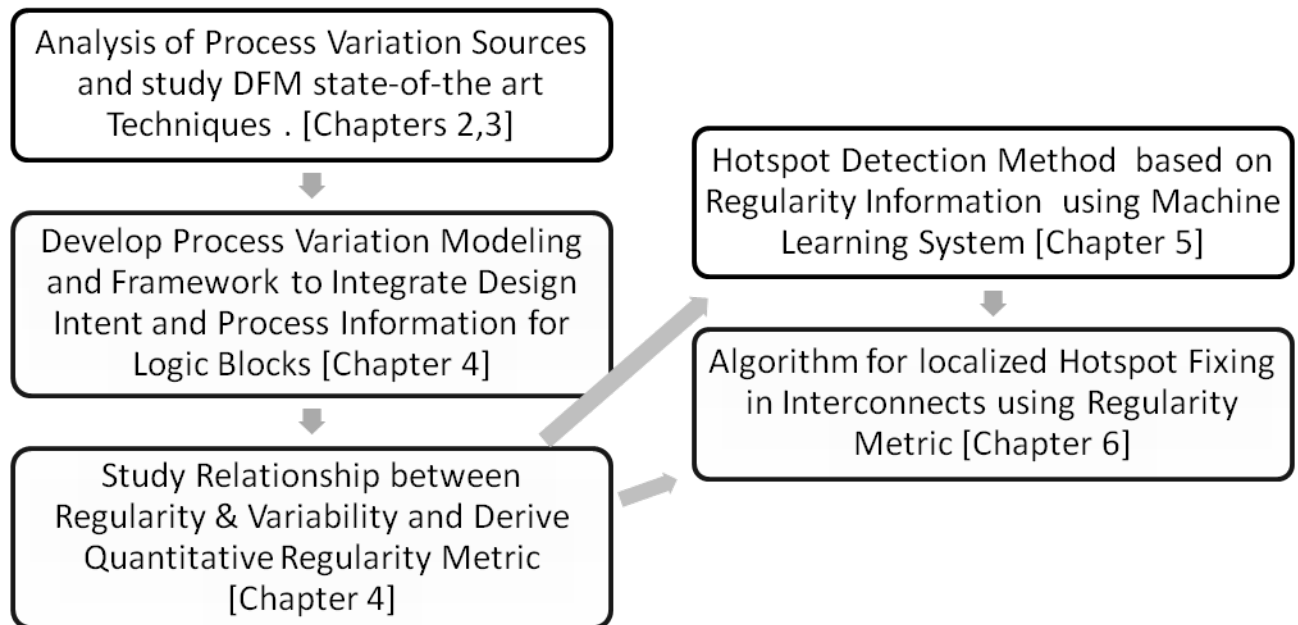 Analysis of Process Variation Sources
and study DFM state-of-the art
Techniques . [Chapters 2,3]
Develop Process Variation Modeling
and Framework to Integrate Design
Intent and Process Information for
Logic Blocks [Chapter 4]
Study Relationship between
Regularity & Variability and Derive
Quantitative Regularity Metric
[Chapter 4]
Hotspot Detection Method based on
Regularity Information using Machine
Learning System [Chapter 5]
Algorithm for localized Hotspot Fixing
in Interconnects using Regularity
Metric [Chapter 6]